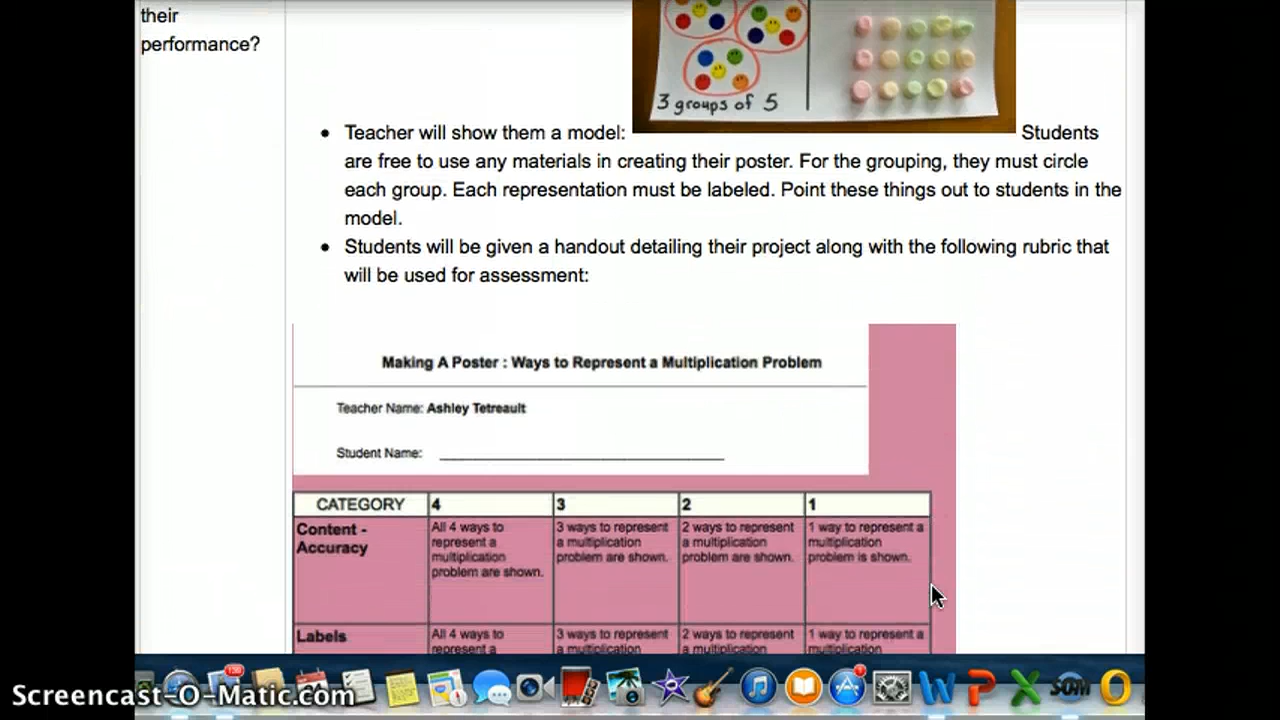 their
performance?
3 groups of 5
Teacher will show them a model: Students
are free to use any materials in creating their poster. For the grouping, they must circle
each group. Each representation must be labeled. Point these things out to students in the
model.
Students will be given a handout detailing their project along with the following rubric that
will be used for assessment:
Making A Poster : Ways to Represent a Multiplication Problem
Teacher Name: Ashley Tetreault
Student Name:
CATEGORY 4 3 2 1
Content - Accuracy
All 4 ways to
represent a
multiplication
problem are shown.
3 ways to represent
a multiplication
problem are shown.
2 ways to represent
a multiplication
problem are shown.
1 way to represent a
multiplication
problem is shown.
Labels
All 4 ways to
represent a
3 ways to represent
a multiplication
2 ways to represent
a multiplication
1 way to represent a
multiplication
Screencast-O-Matic.com